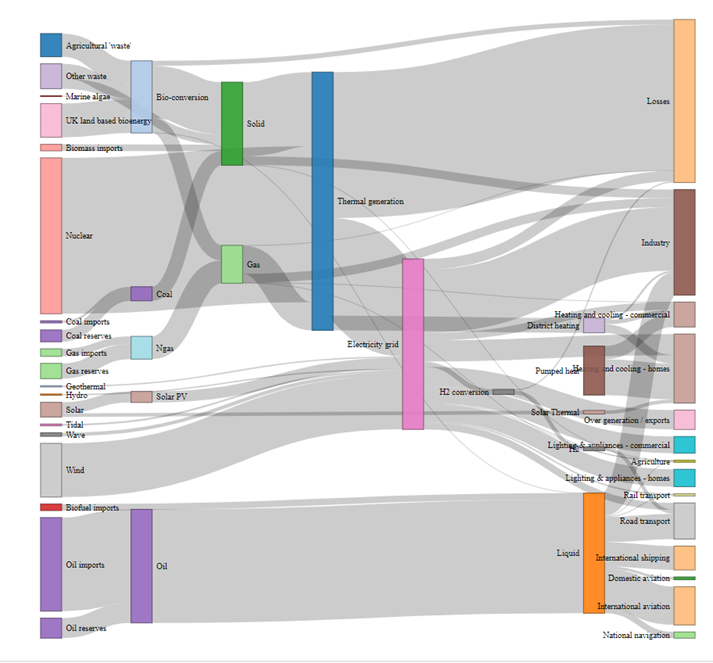 Agricultural 'waste'
Other waste
Marine algae
UK land based bioenergy
Biomass imports
Nuclear
Coal imports
Coal reserves
Gas imports
Gas reserves
Geothermal
Hydro
Solar
Tidal
Wave
Wind
Biofuel imports
Oil imports
Oil reserves
Bio-conversion
Coal
Ngas
Solar PV
Oil
Solid
Gas
Thermal generation
Electricity grid
H2 conversion
District heating
Pumped heat
Solar Thermal
H2
Liquid
Losses
Industry
Heating and cooling - commercial
Heating and cooling - homes
Over generation / exports
Lighting & appliances - commercial
Agriculture
Lighting & appliances - homes
Rail transport
Road transport
International shipping
Domestic aviation
International aviation
National navigation